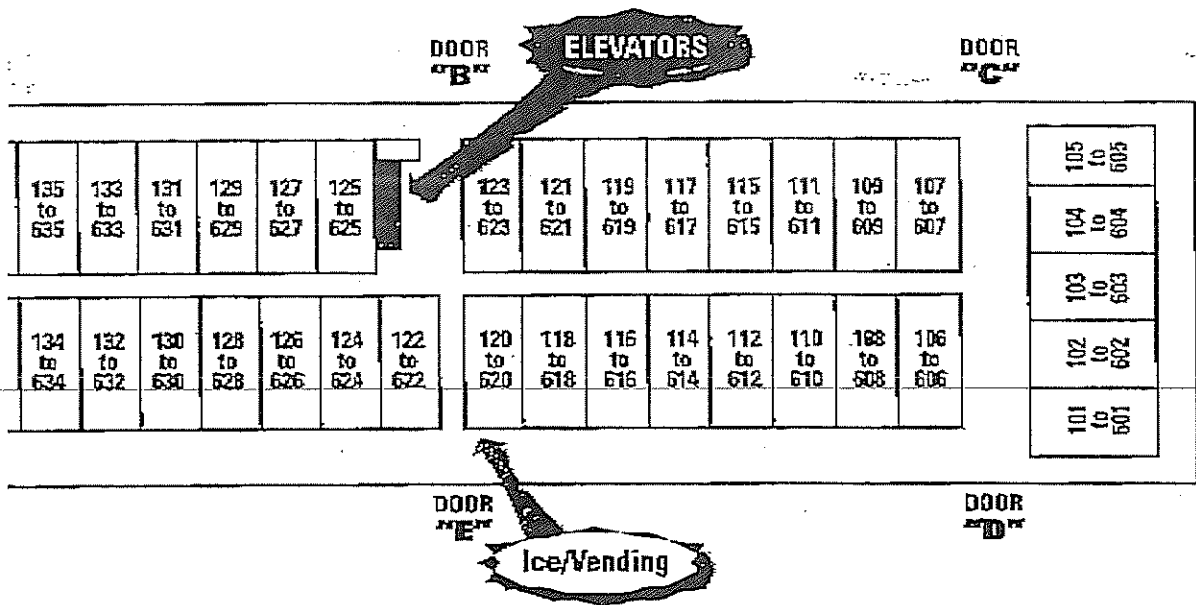 DOOR
"B"
ELEVATORS
DOOR
"C"
135
to
635
133
to
633
131
to
631
129
to
629
127
to
627
125
to
625
123
to
623
121
to
621
119
to
619
117
to
617
115
to
615
111
to
611
109
to
609
107
to
607
105
to
605
104
to
604
103
to
603
102
to
602
101
to
601
134
to
634
132
to
632
130
to
630
128
to
628
126
to
626
124
to
624
122
to
622
120
to
620
118
to
618
116
to
616
114
to
614
112
to
612
110
to
610
108
to
608
106
to
606
DOOR
"E"
DOOR
"D"
Ice/Vending